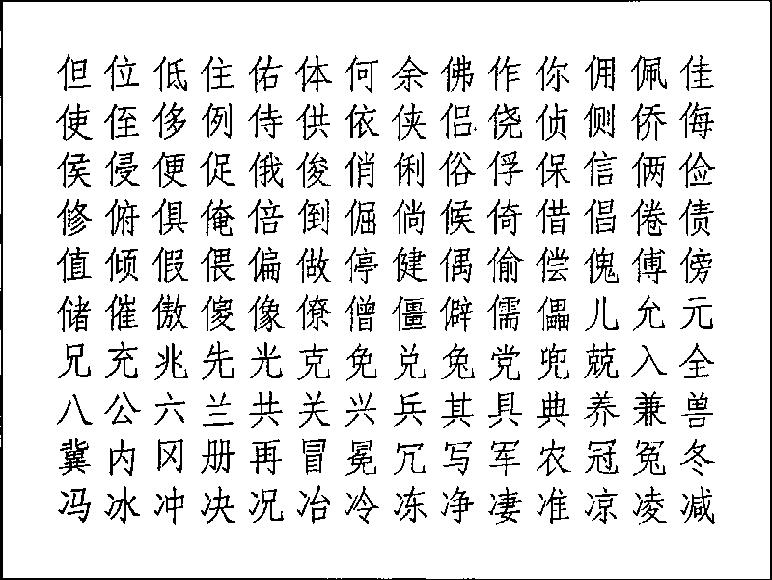 但位低住佑体何余佛作你佣佩佳
使侄侈例侍供依侠侣侥侦侧侨侮
侯侵便促俄俊俏俐俗俘保信俩俭
修俯俱俺倍倒倔倘候倚借倡倦债
值倾假偎偏做停健偶偷偿傀傅傍
储催傲傻像僚僧僵僻儒儡儿允元
兄充兆先光克免兑兔党兜兢入全
八公六兰共关兴兵其具典养兼兽
冀内冈册再冒冕冗写军农冠冤冬
冯冰冲决况冶冷冻净凄准凉凌减